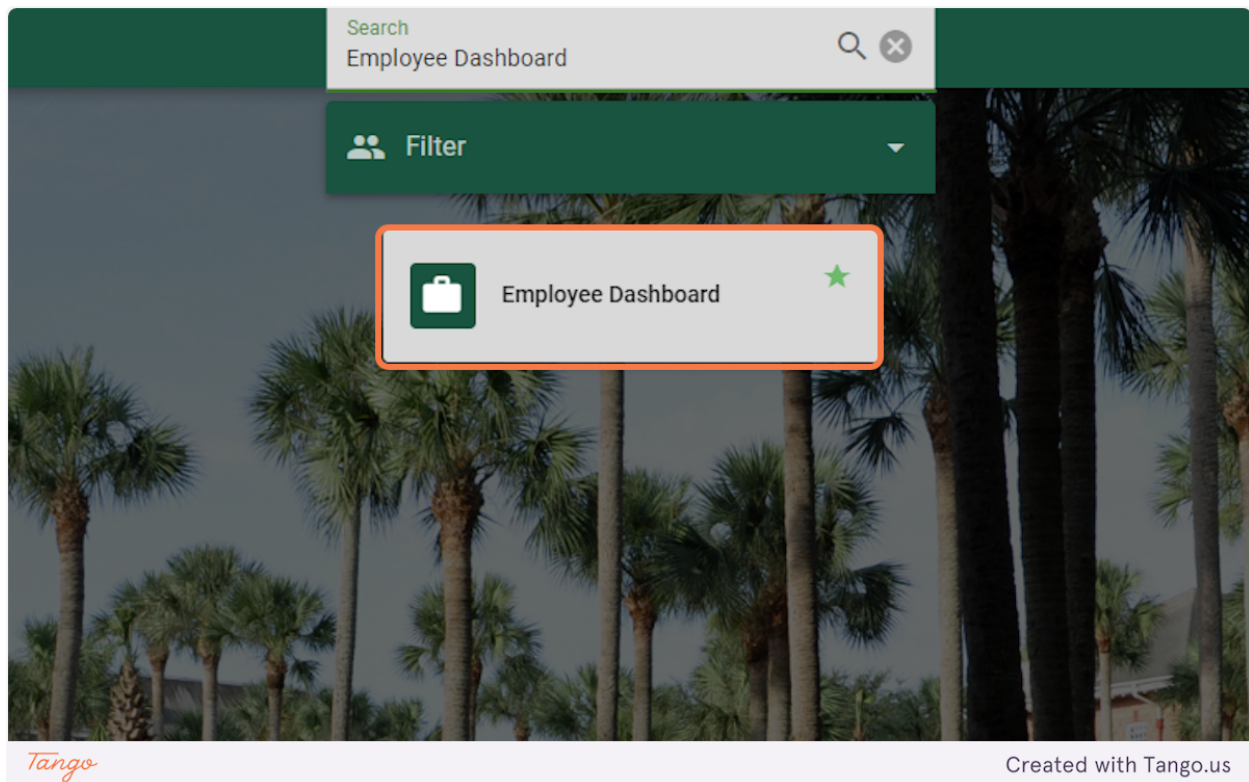 Search
Employee Dashboard
Filter
Employee Dashboard
Tango
Created with Tango.us